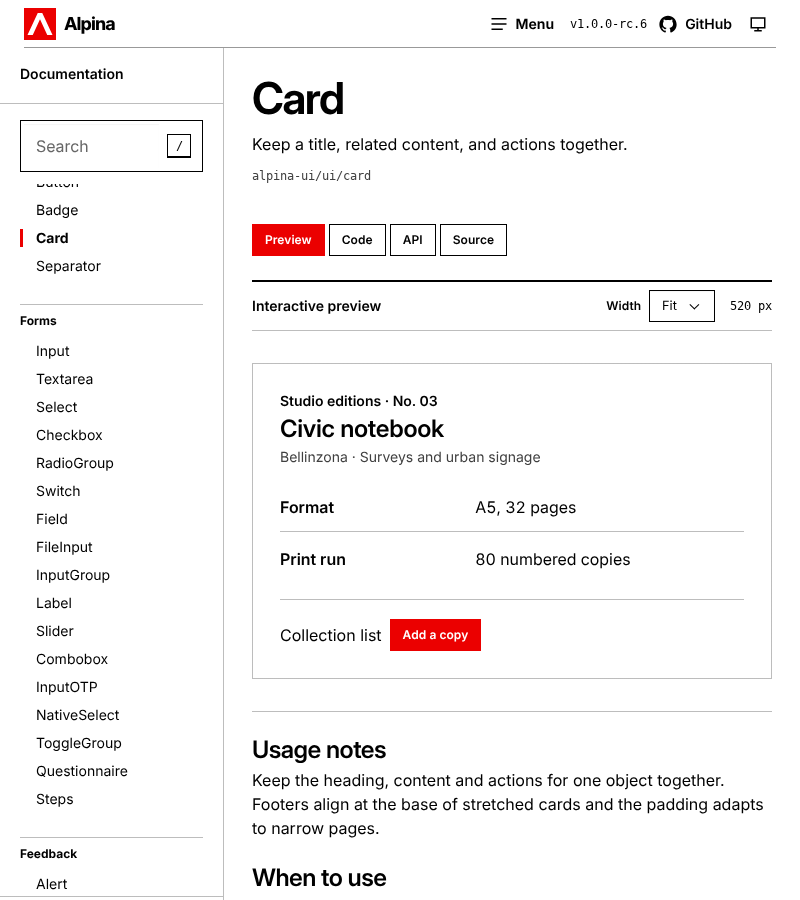 Alpina
Menu
v1.0.0-rc.6
GitHub
Documentation
Search
/
Button
Badge
Card
Separator
Forms
Input
Textarea
Select
Checkbox
RadioGroup
Switch
Field
FileInput
InputGroup
Label
Slider
Combobox
InputOTP
NativeSelect
ToggleGroup
Questionnaire
Steps
Feedback
Alert
Card
Keep a title, related content, and actions together.
alpina-ui/ui/card
Preview
Code
API
Source
Interactive preview
Width
Fit
520 px
Studio editions · No. 03
Civic notebook
Bellinzona · Surveys and urban signage
Format
A5, 32 pages
Print run
80 numbered copies
Collection list
Add a copy
Usage notes
Keep the heading, content and actions for one object together.
Footers align at the base of stretched cards and the padding adapts
to narrow pages.
When to use